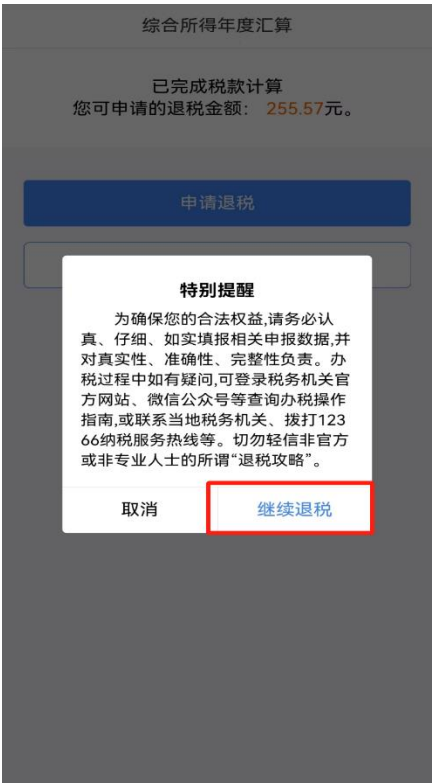 综合所得年度汇算
已完成税款计算
您可申请的退税金额： 255.57元。
申请退税
特别提醒
为确保您的合法权益,请务必认
真、仔细、如实填报相关申报数据,并
对真实性、准确性、完整性负责。办
税过程中如有疑问,可登录税务机关官
方网站、微信公众号等查询办税操作
指南,或联系当地税务机关、拨打123
66纳税服务热线等。切勿轻信非官方
或非专业人士的所谓“退税攻略”。
取消
继续退税